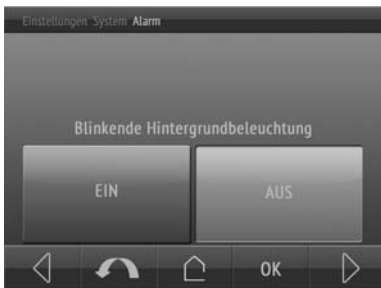 Einstellungen System Alarm
Blinkende Hintergrundbeleuchtung
EIN AUS
OK